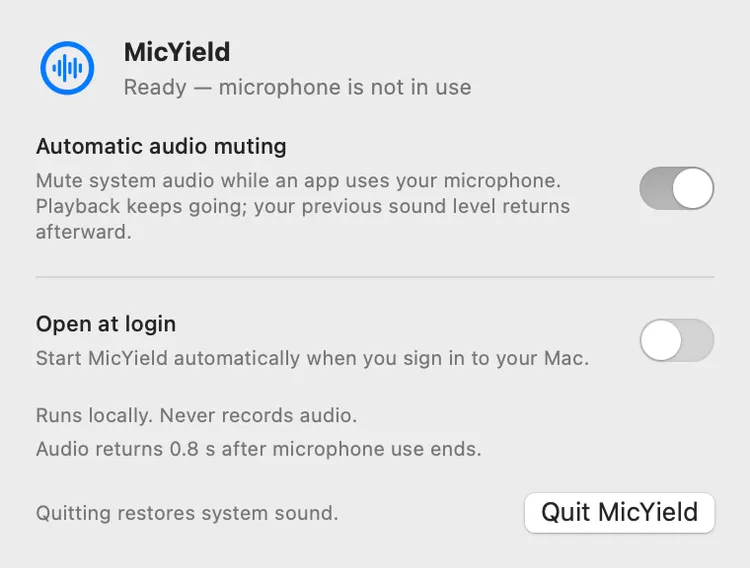 MicYield
Ready — microphone is not in use
Automatic audio muting
Mute system audio while an app uses your microphone.
Playback keeps going; your previous sound level returns
afterward.
Open at login
Start MicYield automatically when you sign in to your Mac.
Runs locally. Never records audio.
Audio returns 0.8 s after microphone use ends.
Quitting restores system sound.
Quit MicYield